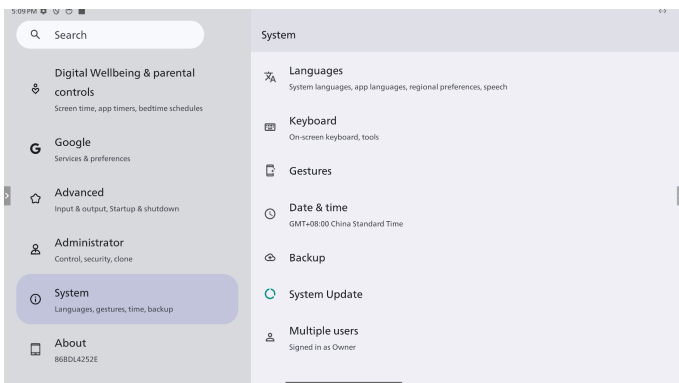 5:09 PM
Search
Digital Wellbeing & parental
controls
Screen time, app timers, bedtime schedules
Google
Services & preferences
Advanced
Input & output, Startup & shutdown
Administrator
Control, security, clone
System
Languages, gestures, time, backup
About
86BDL4252E
System
Languages
System languages, app languages, regional preferences, speech
Keyboard
On-screen keyboard, tools
Gestures
Date & time
GMT+08:00 China Standard Time
Backup
System Update
Multiple users
Signed in as Owner